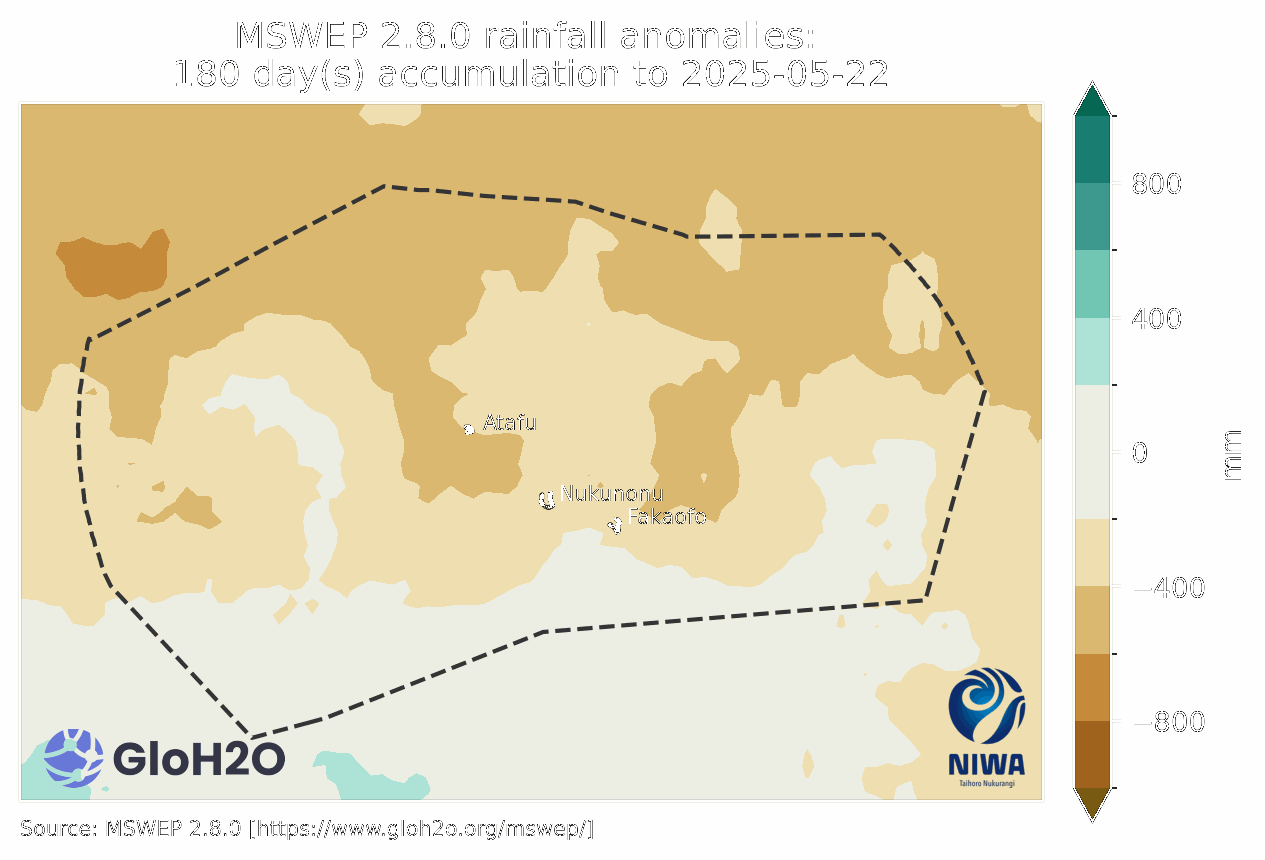 MSWEP 2.8.0 rainfall anomalies:
180 day(s) accumulation to 2025-05-22
800
400
0
−400
−800
mm
Atafu
Nukunonu
Fakaofo
GloH2O
NIWA
Taihoro Nukurangi
Source: MSWEP 2.8.0 [https://www.gloh2o.org/mswep/]